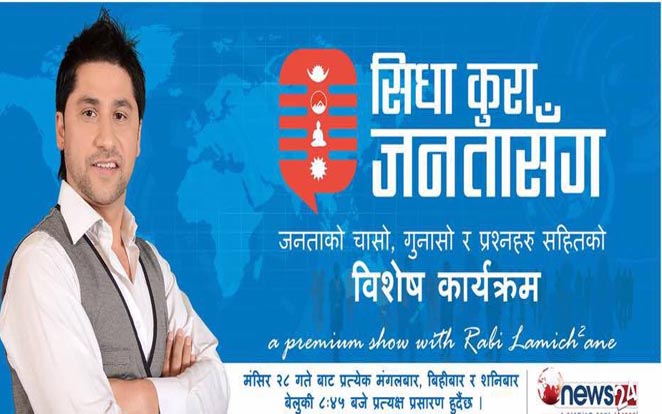 सिधा कुरा
जनतासँग
जनताको चासो, गुनासो र प्रश्नहरु सहितको
विशेष कार्यक्रम
a premium show with Rabi Lamich2ane
मंसिर २८ गते बाट प्रत्येक मंगलबार, बिहीबार र शनिबार
बेलुकी ८:४५ बजे प्रत्यक्ष प्रसारण हुदैँछ ।
news24